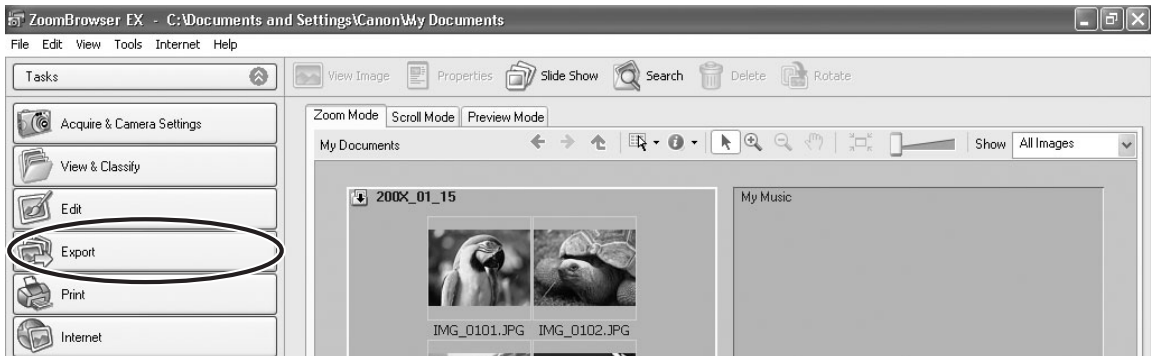 ZoomBrowser EX - C:\Documents and Settings\Canon\My Documents
File Edit View Tools Internet Help
Tasks
View Image Properties Slide Show Search Delete Rotate
Acquire & Camera Settings
View & Classify
Edit
Export
Print
Internet
Zoom Mode Scroll Mode Preview Mode
My Documents
Show All Images
200X_01_15
My Music
IMG_0101.JPG IMG_0102.JPG